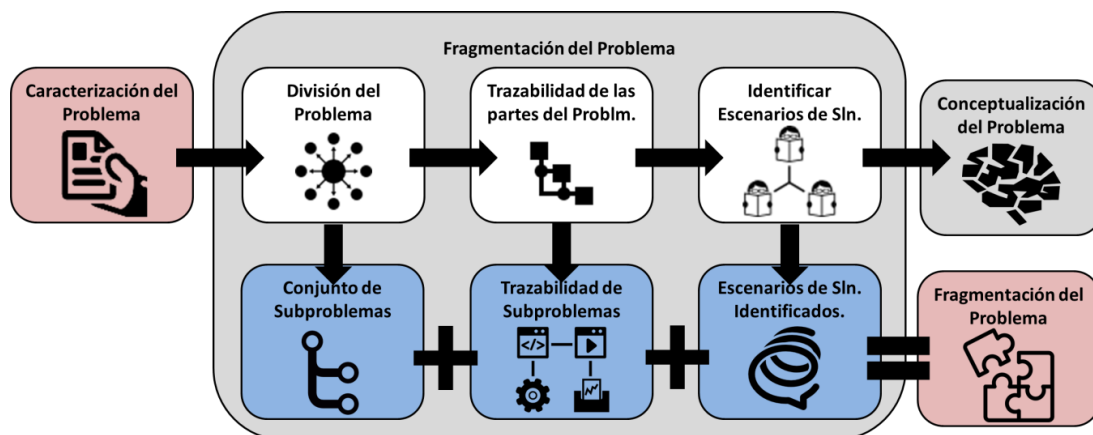 Fragmentación del Problema
Caracterización del
Problema
División del
Problema
Trazabilidad de las
partes del Problm.
Identificar
Escenarios de Sln.
Conceptualización
del Problema
Conjunto de
Subproblemas
Trazabilidad de
Subproblemas
Escenarios de Sln.
Identificados.
Fragmentación del
Problema